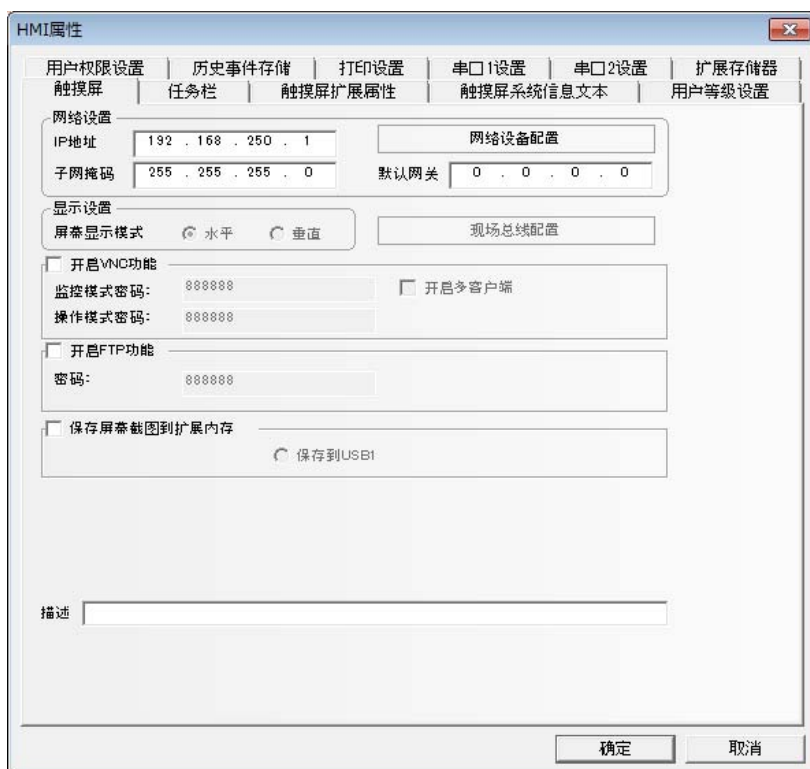 HMI属性
用户权限设置 历史事件存储 打印设置 串口1设置 串口2设置 扩展存储器
触摸屏 任务栏 触摸屏扩展属性 触摸屏系统信息文本 用户等级设置
网络设置
IP地址 192 . 168 . 250 . 1 网络设备配置
子网掩码 255 . 255 . 255 . 0 默认网关 0 . 0 . 0 . 0
显示设置
屏幕显示模式 水平 垂直 现场总线配置
开启VNC功能
监控模式密码: 888888 开启多客户端
操作模式密码: 888888
开启FTP功能
密码: 888888
保存屏幕截图到扩展内存
保存到USB1
描述
确定 取消